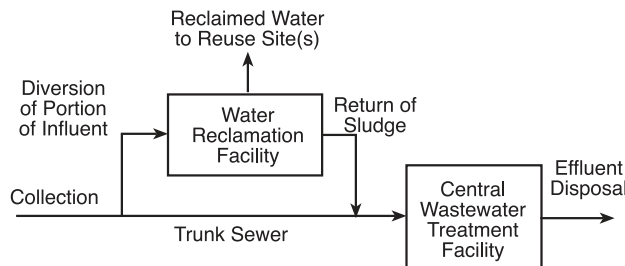 Reclaimed Water
to Reuse Site(s)
Diversion
of Portion
of Influent
Water
Reclamation
Facility
Return of
Sludge
Collection
Trunk Sewer
Central
Wastewater
Treatment
Facility
Effluent
Disposal